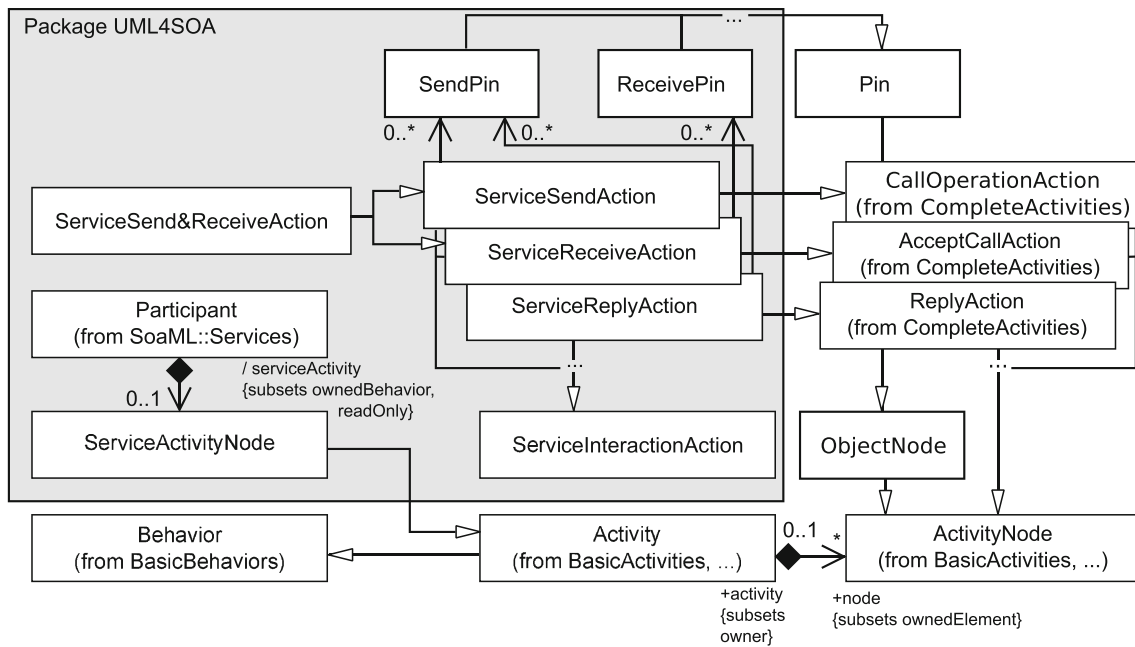 Package UML4SOA
...
SendPin
ReceivePin
Pin
0..*
0..*
0..*
ServiceSend&ReceiveAction
ServiceSendAction
CallOperationAction
(from CompleteActivities)
ServiceReceiveAction
AcceptCallAction
(from CompleteActivities)
ServiceReplyAction
ReplyAction
(from CompleteActivities)
Participant
(from SoaML::Services)
/ serviceActivity
{subsets ownedBehavior,
readOnly}
0..1
...
...
ServiceActivityNode
ServiceInteractionAction
ObjectNode
Behavior
(from BasicBehaviors)
Activity
(from BasicActivities, ...)
0..1
*
ActivityNode
(from BasicActivities, ...)
+activity
{subsets
owner}
+node
{subsets ownedElement}